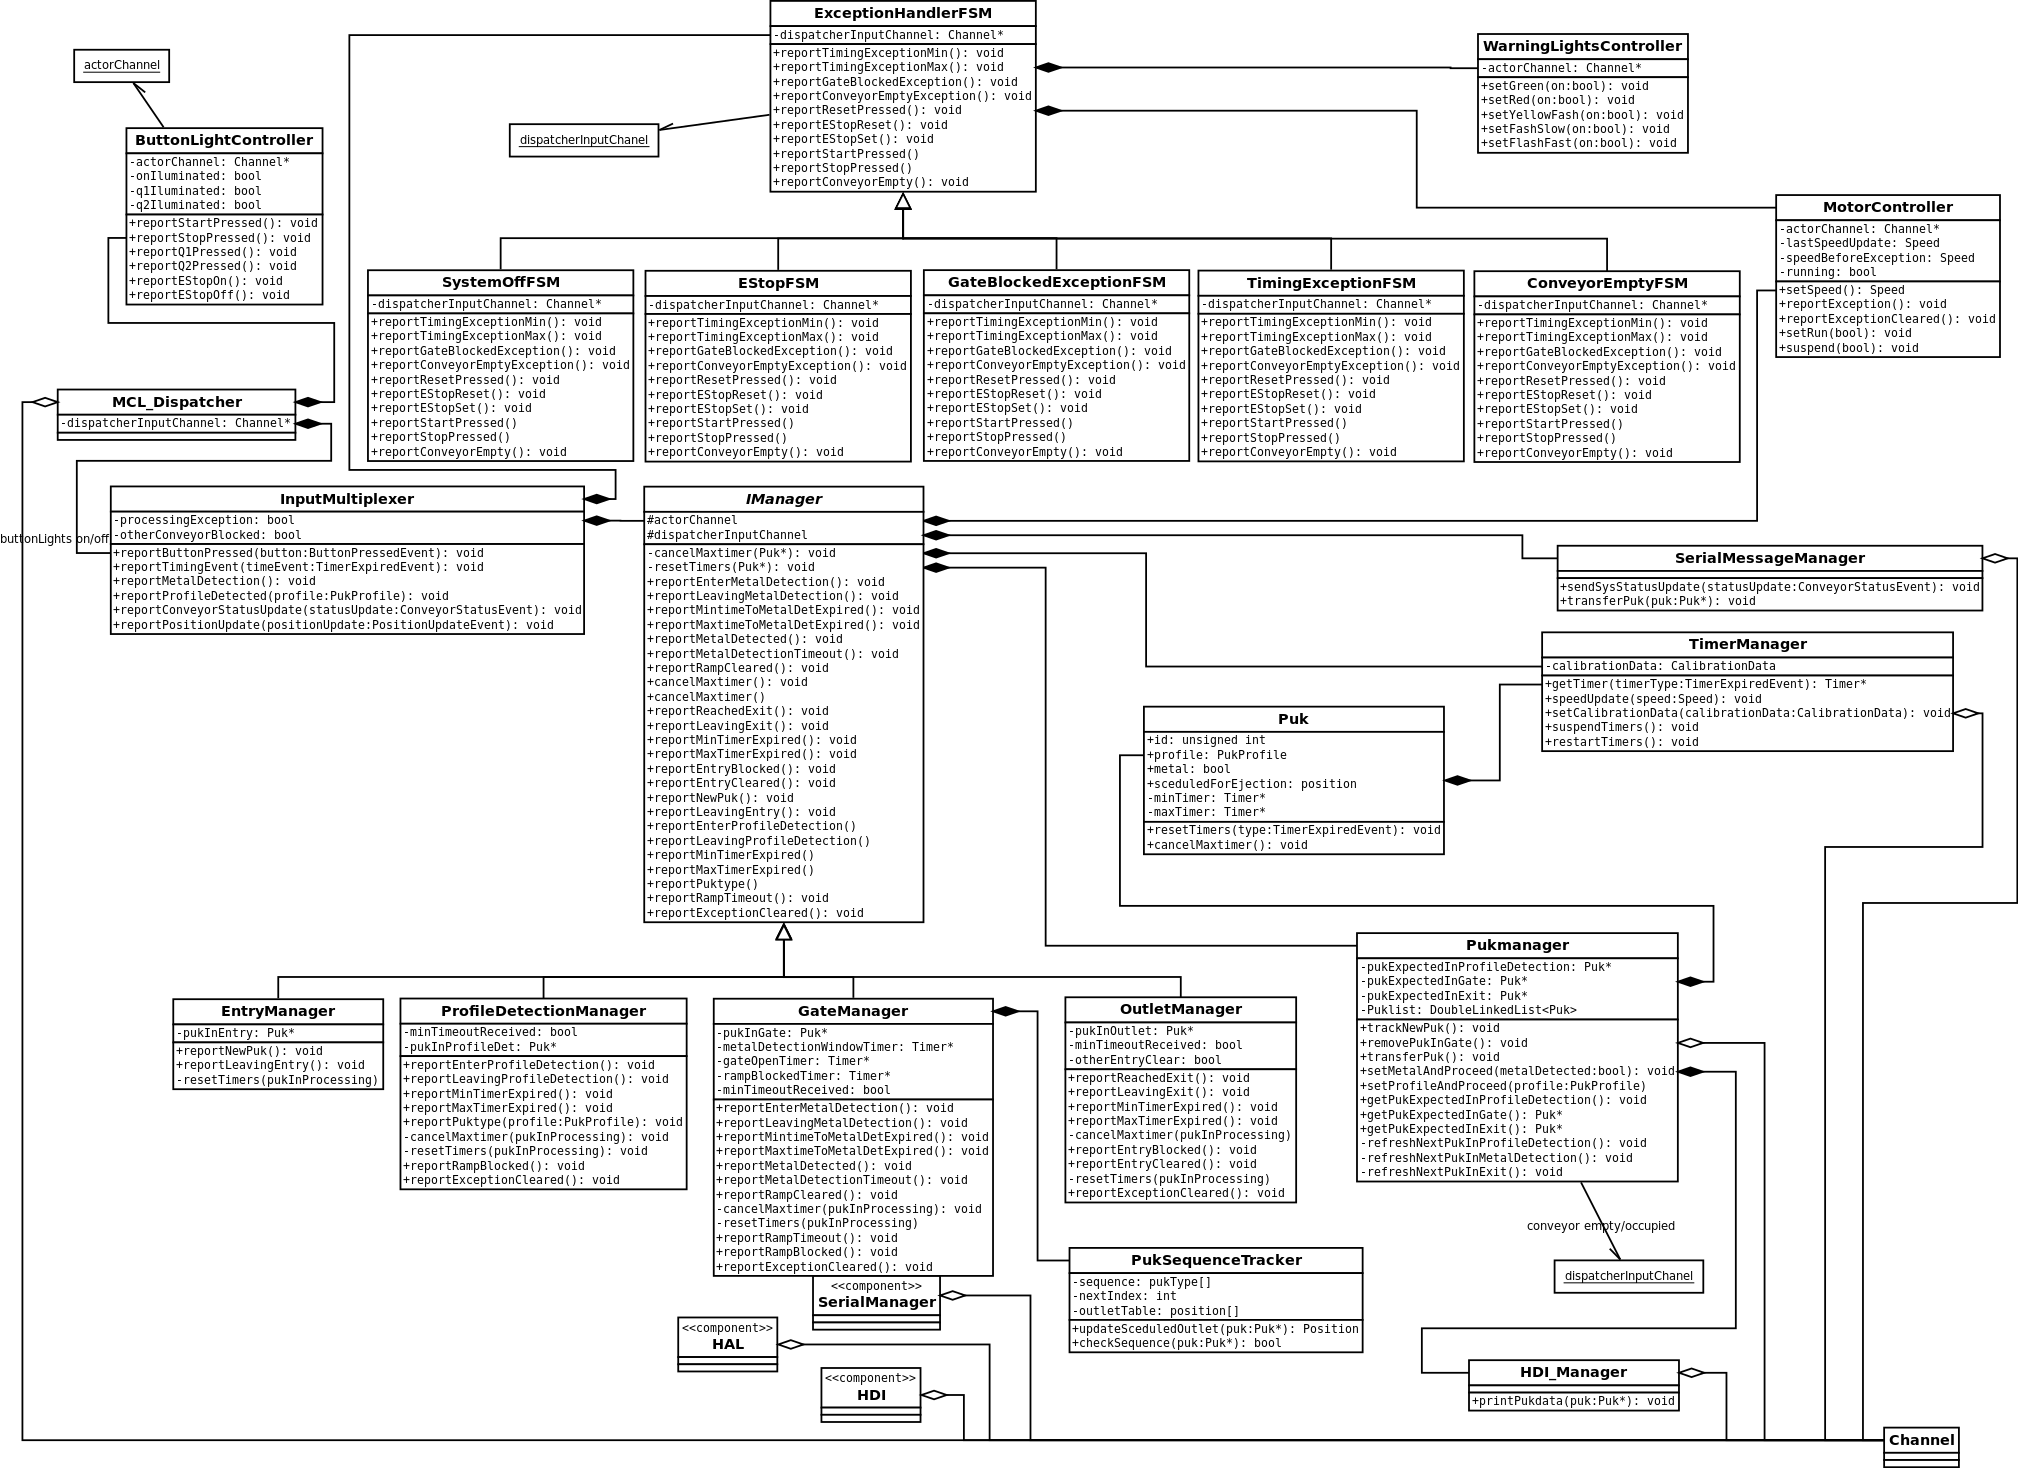 ExceptionHandlerFSM
-dispatcherInputChannel: Channel*
+reportTimingExceptionMin(): void
+reportTimingExceptionMax(): void
+reportGateBlockedException(): void
+reportConveyorEmptyException(): void
+reportResetPressed(): void
+reportEStopReset(): void
+reportEStopSet(): void
+reportStartPressed()
+reportStopPressed()
+reportConveyorEmpty(): void
WarningLightsController
-actorChannel: Channel*
+setGreen(on:bool): void
+setRed(on:bool): void
+setYellowFash(on:bool): void
+setFashSlow(on:bool): void
+setFlashFast(on:bool): void
actorChannel
dispatcherInputChanel
ButtonLightController
-actorChannel: Channel*
-onIluminated: bool
-q1Iluminated: bool
-q2Iluminated: bool
+reportStartPressed(): void
+reportStopPressed(): void
+reportQ1Pressed(): void
+reportQ2Pressed(): void
+reportEStopOn(): void
+reportEStopOff(): void
MotorController
-actorChannel: Channel*
-lastSpeedUpdate: Speed
-speedBeforeException: Speed
-running: bool
+setSpeed(): Speed
+reportException(): void
+reportExceptionCleared(): void
+setRun(bool): void
+suspend(bool): void
SystemOffFSM
-dispatcherInputChannel: Channel*
+reportTimingExceptionMin(): void
+reportTimingExceptionMax(): void
+reportGateBlockedException(): void
+reportConveyorEmptyException(): void
+reportResetPressed(): void
+reportEStopReset(): void
+reportEStopSet(): void
+reportStartPressed()
+reportStopPressed()
+reportConveyorEmpty(): void
EStopFSM
-dispatcherInputChannel: Channel*
+reportTimingExceptionMin(): void
+reportTimingExceptionMax(): void
+reportGateBlockedException(): void
+reportConveyorEmptyException(): void
+reportResetPressed(): void
+reportEStopReset(): void
+reportEStopSet(): void
+reportStartPressed()
+reportStopPressed()
+reportConveyorEmpty(): void
GateBlockedExceptionFSM
-dispatcherInputChannel: Channel*
+reportTimingExceptionMin(): void
+reportTimingExceptionMax(): void
+reportGateBlockedException(): void
+reportConveyorEmptyException(): void
+reportResetPressed(): void
+reportEStopReset(): void
+reportEStopSet(): void
+reportStartPressed()
+reportStopPressed()
+reportConveyorEmpty(): void
TimingExceptionFSM
-dispatcherInputChannel: Channel*
+reportTimingExceptionMin(): void
+reportTimingExceptionMax(): void
+reportGateBlockedException(): void
+reportConveyorEmptyException(): void
+reportResetPressed(): void
+reportEStopReset(): void
+reportEStopSet(): void
+reportStartPressed()
+reportStopPressed()
+reportConveyorEmpty(): void
ConveyorEmptyFSM
-dispatcherInputChannel: Channel*
+reportTimingExceptionMin(): void
+reportTimingExceptionMax(): void
+reportGateBlockedException(): void
+reportConveyorEmptyException(): void
+reportResetPressed(): void
+reportEStopReset(): void
+reportEStopSet(): void
+reportStartPressed()
+reportStopPressed()
+reportConveyorEmpty(): void
MCL_Dispatcher
-dispatcherInputChannel: Channel*
buttonLights on/off
InputMultiplexer
-processingException: bool
-otherConveyorBlocked: bool
+reportButtonPressed(button:ButtonPressedEvent): void
+reportTimingEvent(timeEvent:TimerExpiredEvent): void
+reportMetalDetection(): void
+reportProfileDetected(profile:PukProfile): void
+reportConveyorStatusUpdate(statusUpdate:ConveyorStatusEvent): void
+reportPositionUpdate(positionUpdate:PositionUpdateEvent): void
IManager
#actorChannel
#dispatcherInputChannel
-cancelMaxtimer(Puk*): void
-resetTimers(Puk*): void
+reportEnterMetalDetection(): void
+reportLeavingMetalDetection(): void
+reportMintimeToMetalDetExpired(): void
+reportMaxtimeToMetalDetExpired(): void
+reportMetalDetected(): void
+reportMetalDetectionTimeout(): void
+reportRampCleared(): void
+cancelMaxtimer(): void
+cancelMaxtimer()
+reportReachedExit(): void
+reportLeavingExit(): void
+reportMinTimerExpired(): void
+reportMaxTimerExpired(): void
+reportEntryBlocked(): void
+reportEntryCleared(): void
+reportNewPuk(): void
+reportLeavingEntry(): void
+reportEnterProfileDetection()
+reportLeavingProfileDetection()
+reportMinTimerExpired()
+reportMaxTimerExpired()
+reportPuktype()
+reportRampTimeout(): void
+reportExceptionCleared(): void
SerialMessageManager
+sendSysStatusUpdate(statusUpdate:ConveyorStatusEvent): void
+transferPuk(puk:Puk*): void
TimerManager
-calibrationData: CalibrationData
+getTimer(timerType:TimerExpiredEvent): Timer*
+speedUpdate(speed:Speed): void
+setCalibrationData(calibrationData:CalibrationData): void
+suspendTimers(): void
+restartTimers(): void
Puk
+id: unsigned int
+profile: PukProfile
+metal: bool
+sceduledForEjection: position
-minTimer: Timer*
-maxTimer: Timer*
+resetTimers(type:TimerExpiredEvent): void
+cancelMaxtimer(): void
Pukmanager
-pukExpectedInProfileDetection: Puk*
-pukExpectedInGate: Puk*
-pukExpectedInExit: Puk*
-Puklist: DoubleLinkedList<Puk>
+trackNewPuk(): void
+removePukInGate(): void
+transferPuk(): void
+setMetalAndProceed(metalDetected:bool): void
+setProfileAndProceed(profile:PukProfile)
+getPukExpectedInProfileDetection(): void
+getPukExpectedInGate(): Puk*
+getPukExpectedInExit(): Puk*
-refreshNextPukInProfileDetection(): void
-refreshNextPukInMetalDetection(): void
-refreshNextPukInExit(): void
EntryManager
-pukInEntry: Puk*
+reportNewPuk(): void
+reportLeavingEntry(): void
-resetTimers(pukInProcessing)
ProfileDetectionManager
-minTimeoutReceived: bool
-pukInProfileDet: Puk*
+reportEnterProfileDetection(): void
+reportLeavingProfileDetection(): void
+reportMinTimerExpired(): void
+reportMaxTimerExpired(): void
+reportPuktype(profile:PukProfile): void
-cancelMaxtimer(pukInProcessing): void
-resetTimers(pukInProcessing): void
+reportRampBlocked(): void
+reportExceptionCleared(): void
GateManager
-pukInGate: Puk*
-metalDetectionWindowTimer: Timer*
-gateOpenTimer: Timer*
-rampBlockedTimer: Timer*
-minTimeoutReceived: bool
+reportEnterMetalDetection(): void
+reportLeavingMetalDetection(): void
+reportMintimeToMetalDetExpired(): void
+reportMaxtimeToMetalDetExpired(): void
+reportMetalDetected(): void
+reportMetalDetectionTimeout(): void
+reportRampCleared(): void
-cancelMaxtimer(pukInProcessing): void
-resetTimers(pukInProcessing)
+reportRampTimeout(): void
+reportRampBlocked(): void
+reportExceptionCleared(): void
OutletManager
-pukInOutlet: Puk*
-minTimeoutReceived: bool
-otherEntryClear: bool
+reportReachedExit(): void
+reportLeavingExit(): void
+reportMinTimerExpired(): void
+reportMaxTimerExpired(): void
-cancelMaxtimer(pukInProcessing)
+reportEntryBlocked(): void
+reportEntryCleared(): void
-resetTimers(pukInProcessing)
+reportExceptionCleared(): void
conveyor empty/occupied
dispatcherInputChanel
PukSequenceTracker
-sequence: pukType[]
-nextIndex: int
-outletTable: position[]
+updateSceduledOutlet(puk:Puk*): Position
+checkSequence(puk:Puk*): bool
<<component>>
SerialManager
<<component>>
HAL
<<component>>
HDI
HDI_Manager
+printPukdata(puk:Puk*): void
Channel